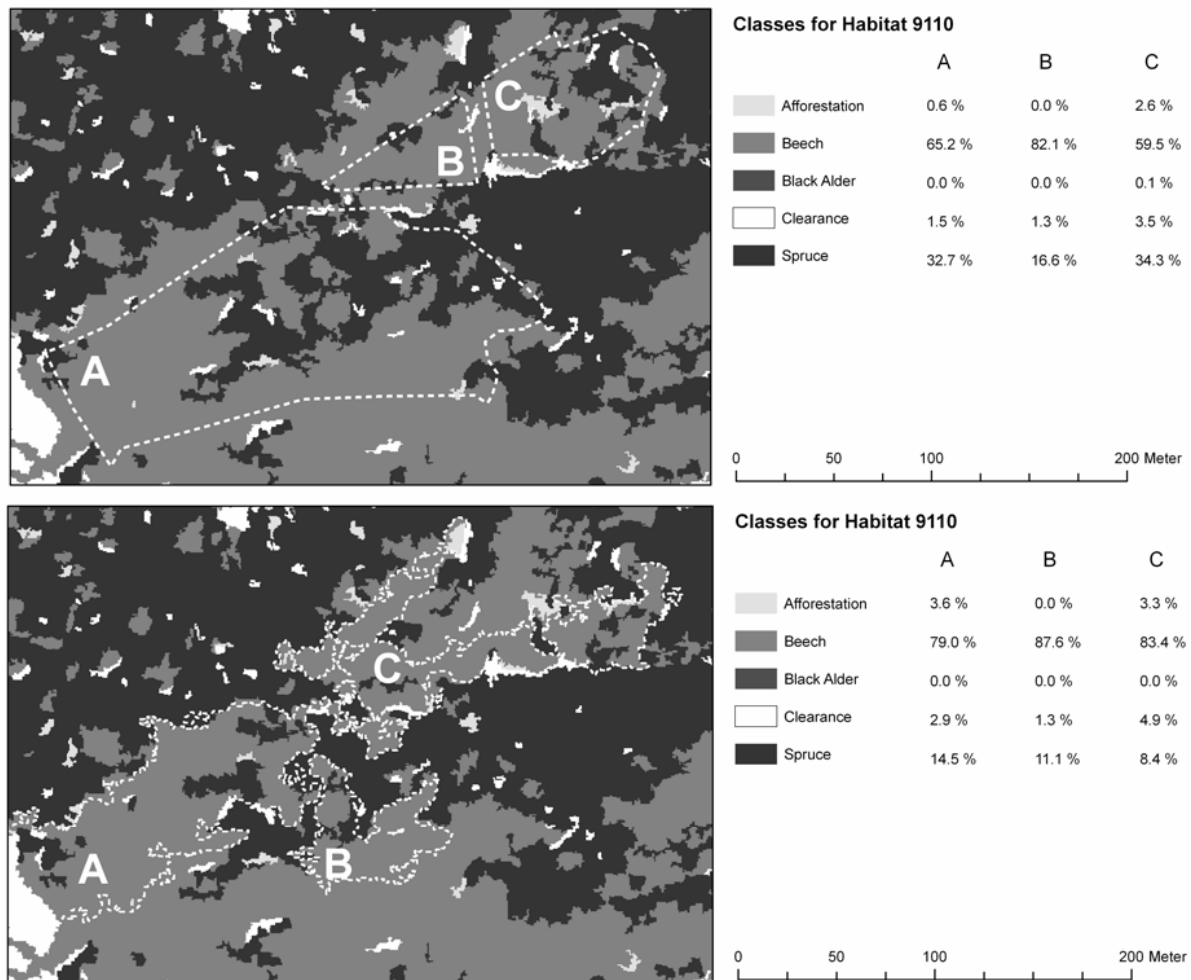 Classes for Habitat 9110
A B C
Afforestation 0.6 % 0.0 % 2.6 %
Beech 65.2 % 82.1 % 59.5 %
Black Alder 0.0 % 0.0 % 0.1 %
Clearance 1.5 % 1.3 % 3.5 %
Spruce 32.7 % 16.6 % 34.3 %
C
B
A
0 50 100 200 Meter
Classes for Habitat 9110
A B C
Afforestation 3.6 % 0.0 % 3.3 %
Beech 79.0 % 87.6 % 83.4 %
Black Alder 0.0 % 0.0 % 0.0 %
Clearance 2.9 % 1.3 % 4.9 %
Spruce 14.5 % 11.1 % 8.4 %
C
A
B
0 50 100 200 Meter